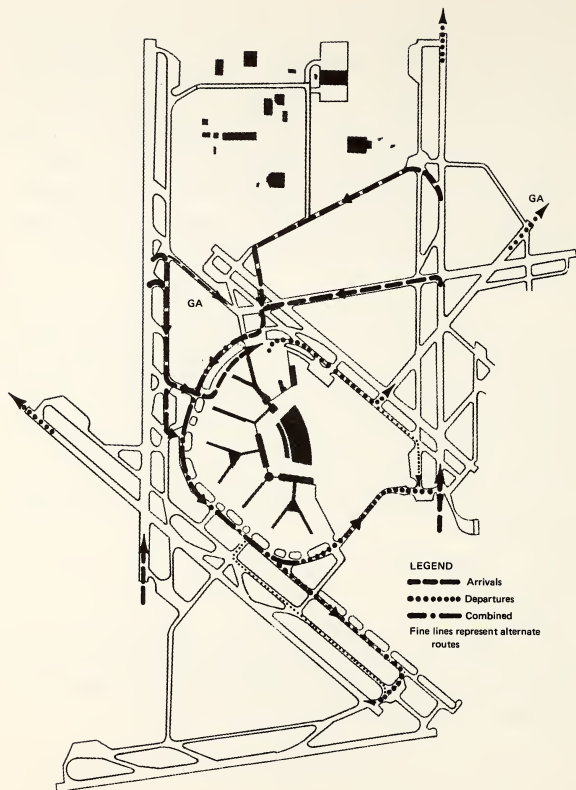 GA
GA
LEGEND
Arrivals
Departures
Combined
Fine lines represent alternate
routes